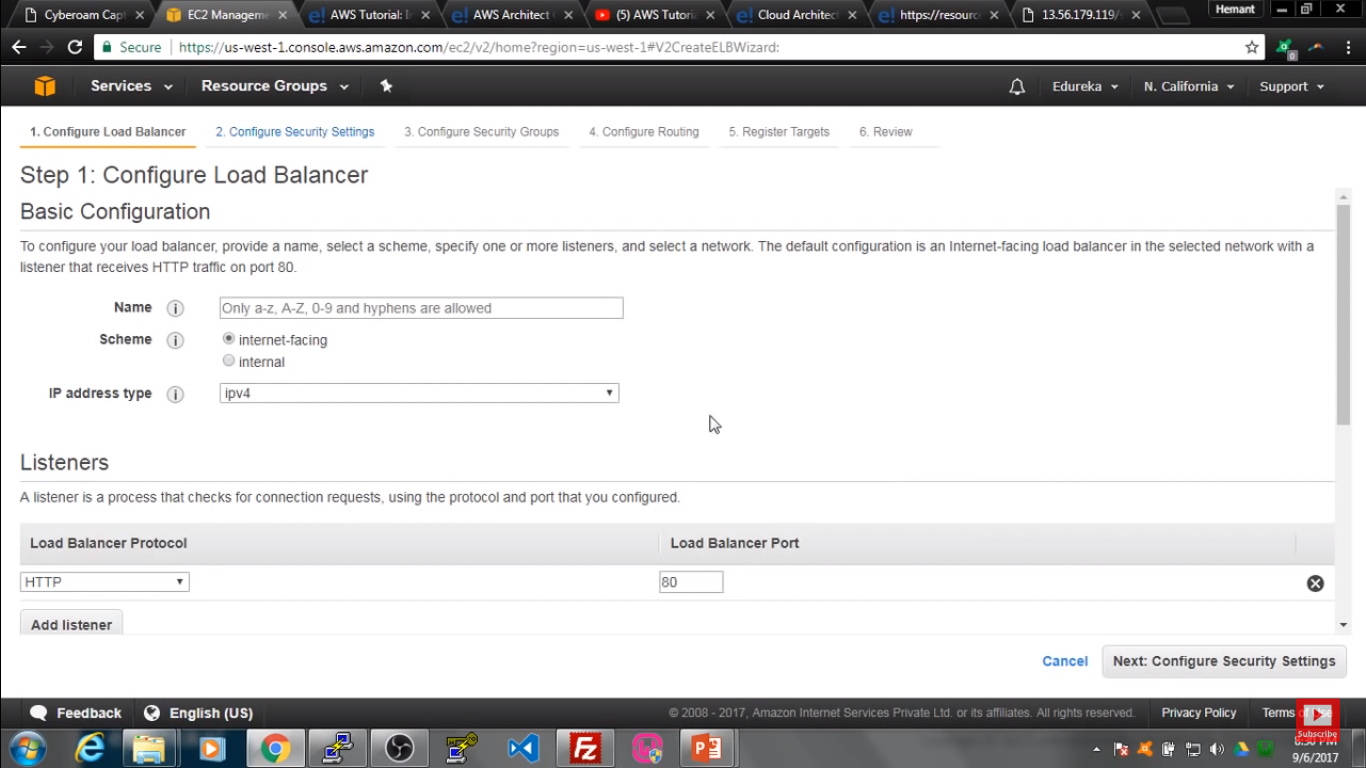 Cyberoam Capt
EC2 Manageme
AWS Tutorial: I
AWS Architect
(5) AWS Tutoria
Cloud Architect
https://resourc
13.56.179.119/
Hemant
Secure
https://us-west-1.console.aws.amazon.com/ec2/v2/home?region=us-west-1#V2CreateELBWizard:
0
Services
Resource Groups
Edureka
N. California
Support
1. Configure Load Balancer
2. Configure Security Settings
3. Configure Security Groups
4. Configure Routing
5. Register Targets
6. Review
Step 1: Configure Load Balancer
Basic Configuration
To configure your load balancer, provide a name, select a scheme, specify one or more listeners, and select a network. The default configuration is an Internet-facing load balancer in the selected network with a
listener that receives HTTP traffic on port 80.
Name
Only a-z, A-Z, 0-9 and hyphens are allowed
Scheme
internet-facing
internal
IP address type
ipv4
Listeners
A listener is a process that checks for connection requests, using the protocol and port that you configured.
Load Balancer Protocol
Load Balancer Port
HTTP
80
Add listener
Cancel
Next: Configure Security Settings
Feedback
English (US)
© 2008 - 2017, Amazon Internet Services Private Ltd. or its affiliates. All rights reserved.
Privacy Policy
Terms of Use
Subscribe
9/6/2017